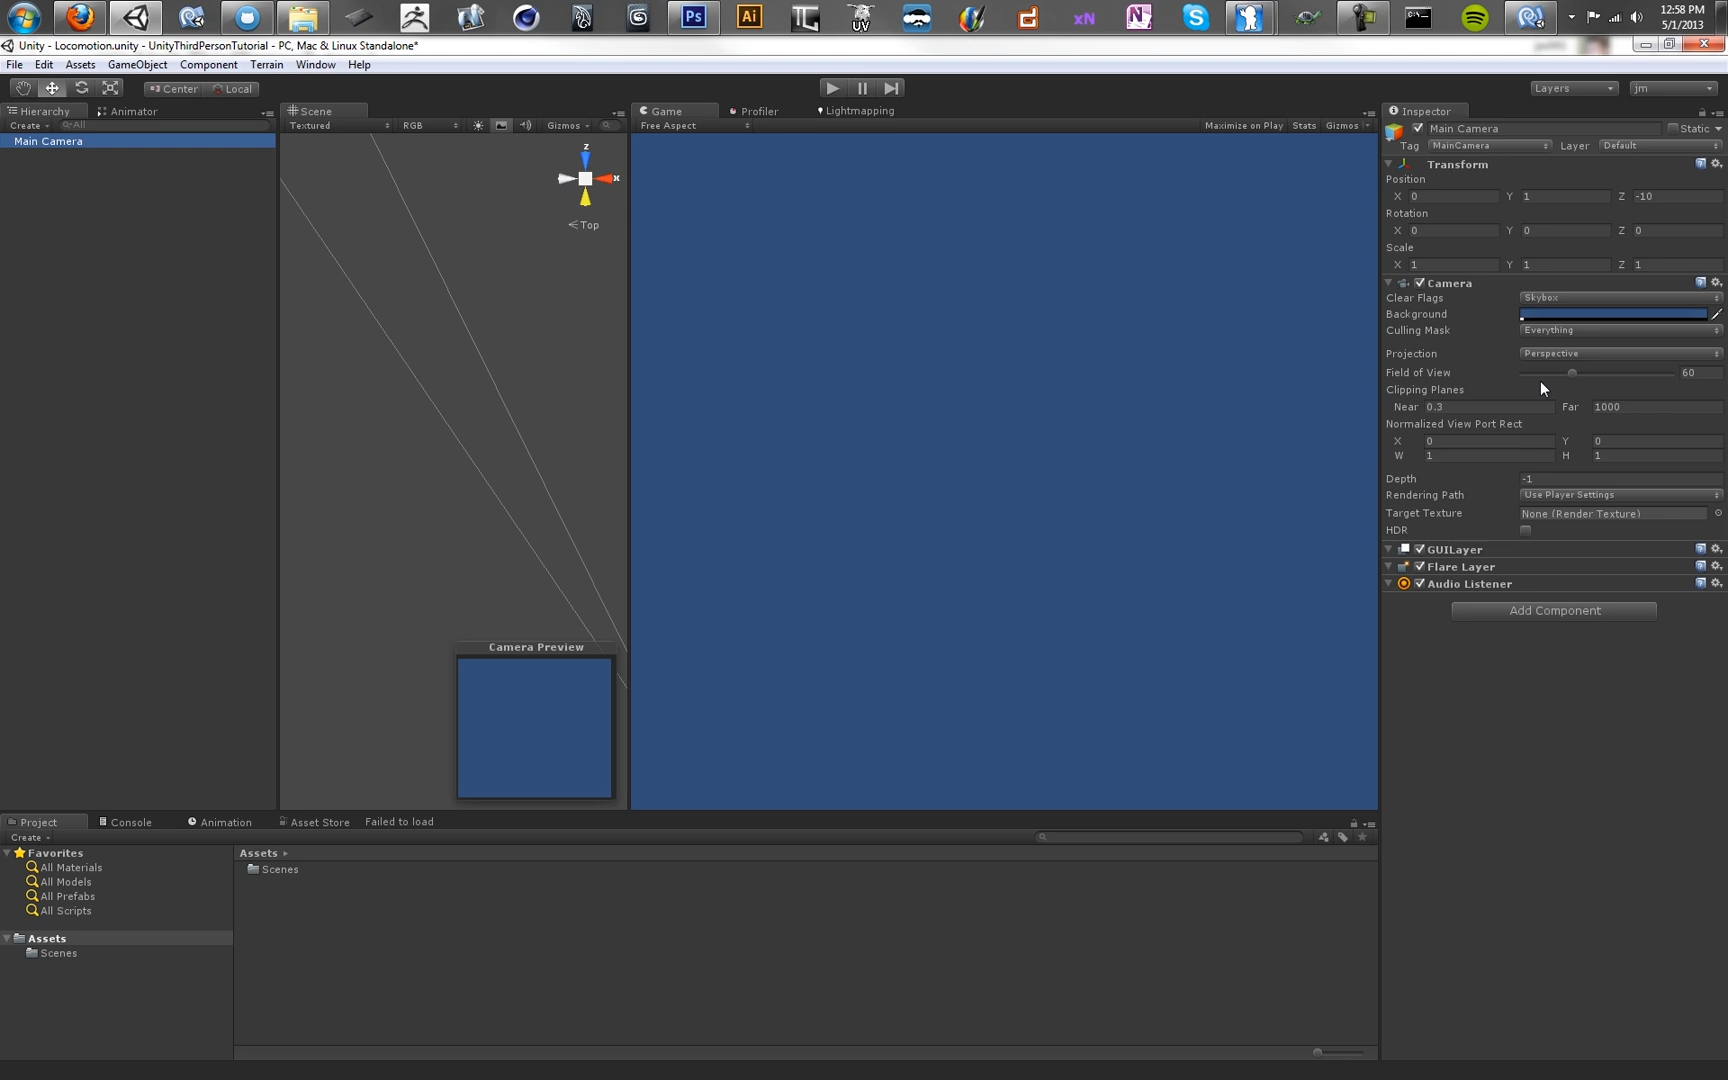 UV
xN
12:58 PM
5/1/2013
Unity - Locomotion.unity - UnityThirdPersonTutorial - PC, Mac & Linux Standalone*
File Edit Assets GameObject Component Terrain Window Help
Center Local
Layers jm
Hierarchy Animator
Create All
Main Camera
Scene
Textured RGB Gizmos
z
x
Top
Camera Preview
Game Profiler Lightmapping
Free Aspect Maximize on Play Stats Gizmos
Inspector
Main Camera Static
Tag MainCamera Layer Default
Transform
Position
X 0 Y 1 Z -10
Rotation
X 0 Y 0 Z 0
Scale
X 1 Y 1 Z 1
Camera
Clear Flags Skybox
Background
Culling Mask Everything
Projection Perspective
Field of View 60
Clipping Planes
Near 0.3 Far 1000
Normalized View Port Rect
X 0 Y 0
W 1 H 1
Depth -1
Rendering Path Use Player Settings
Target Texture None (Render Texture)
HDR
GUILayer
Flare Layer
Audio Listener
Add Component
Project Console Animation Asset Store Failed to load
Create
Favorites
All Materials
All Models
All Prefabs
All Scripts
Assets
Scenes
Assets
Scenes